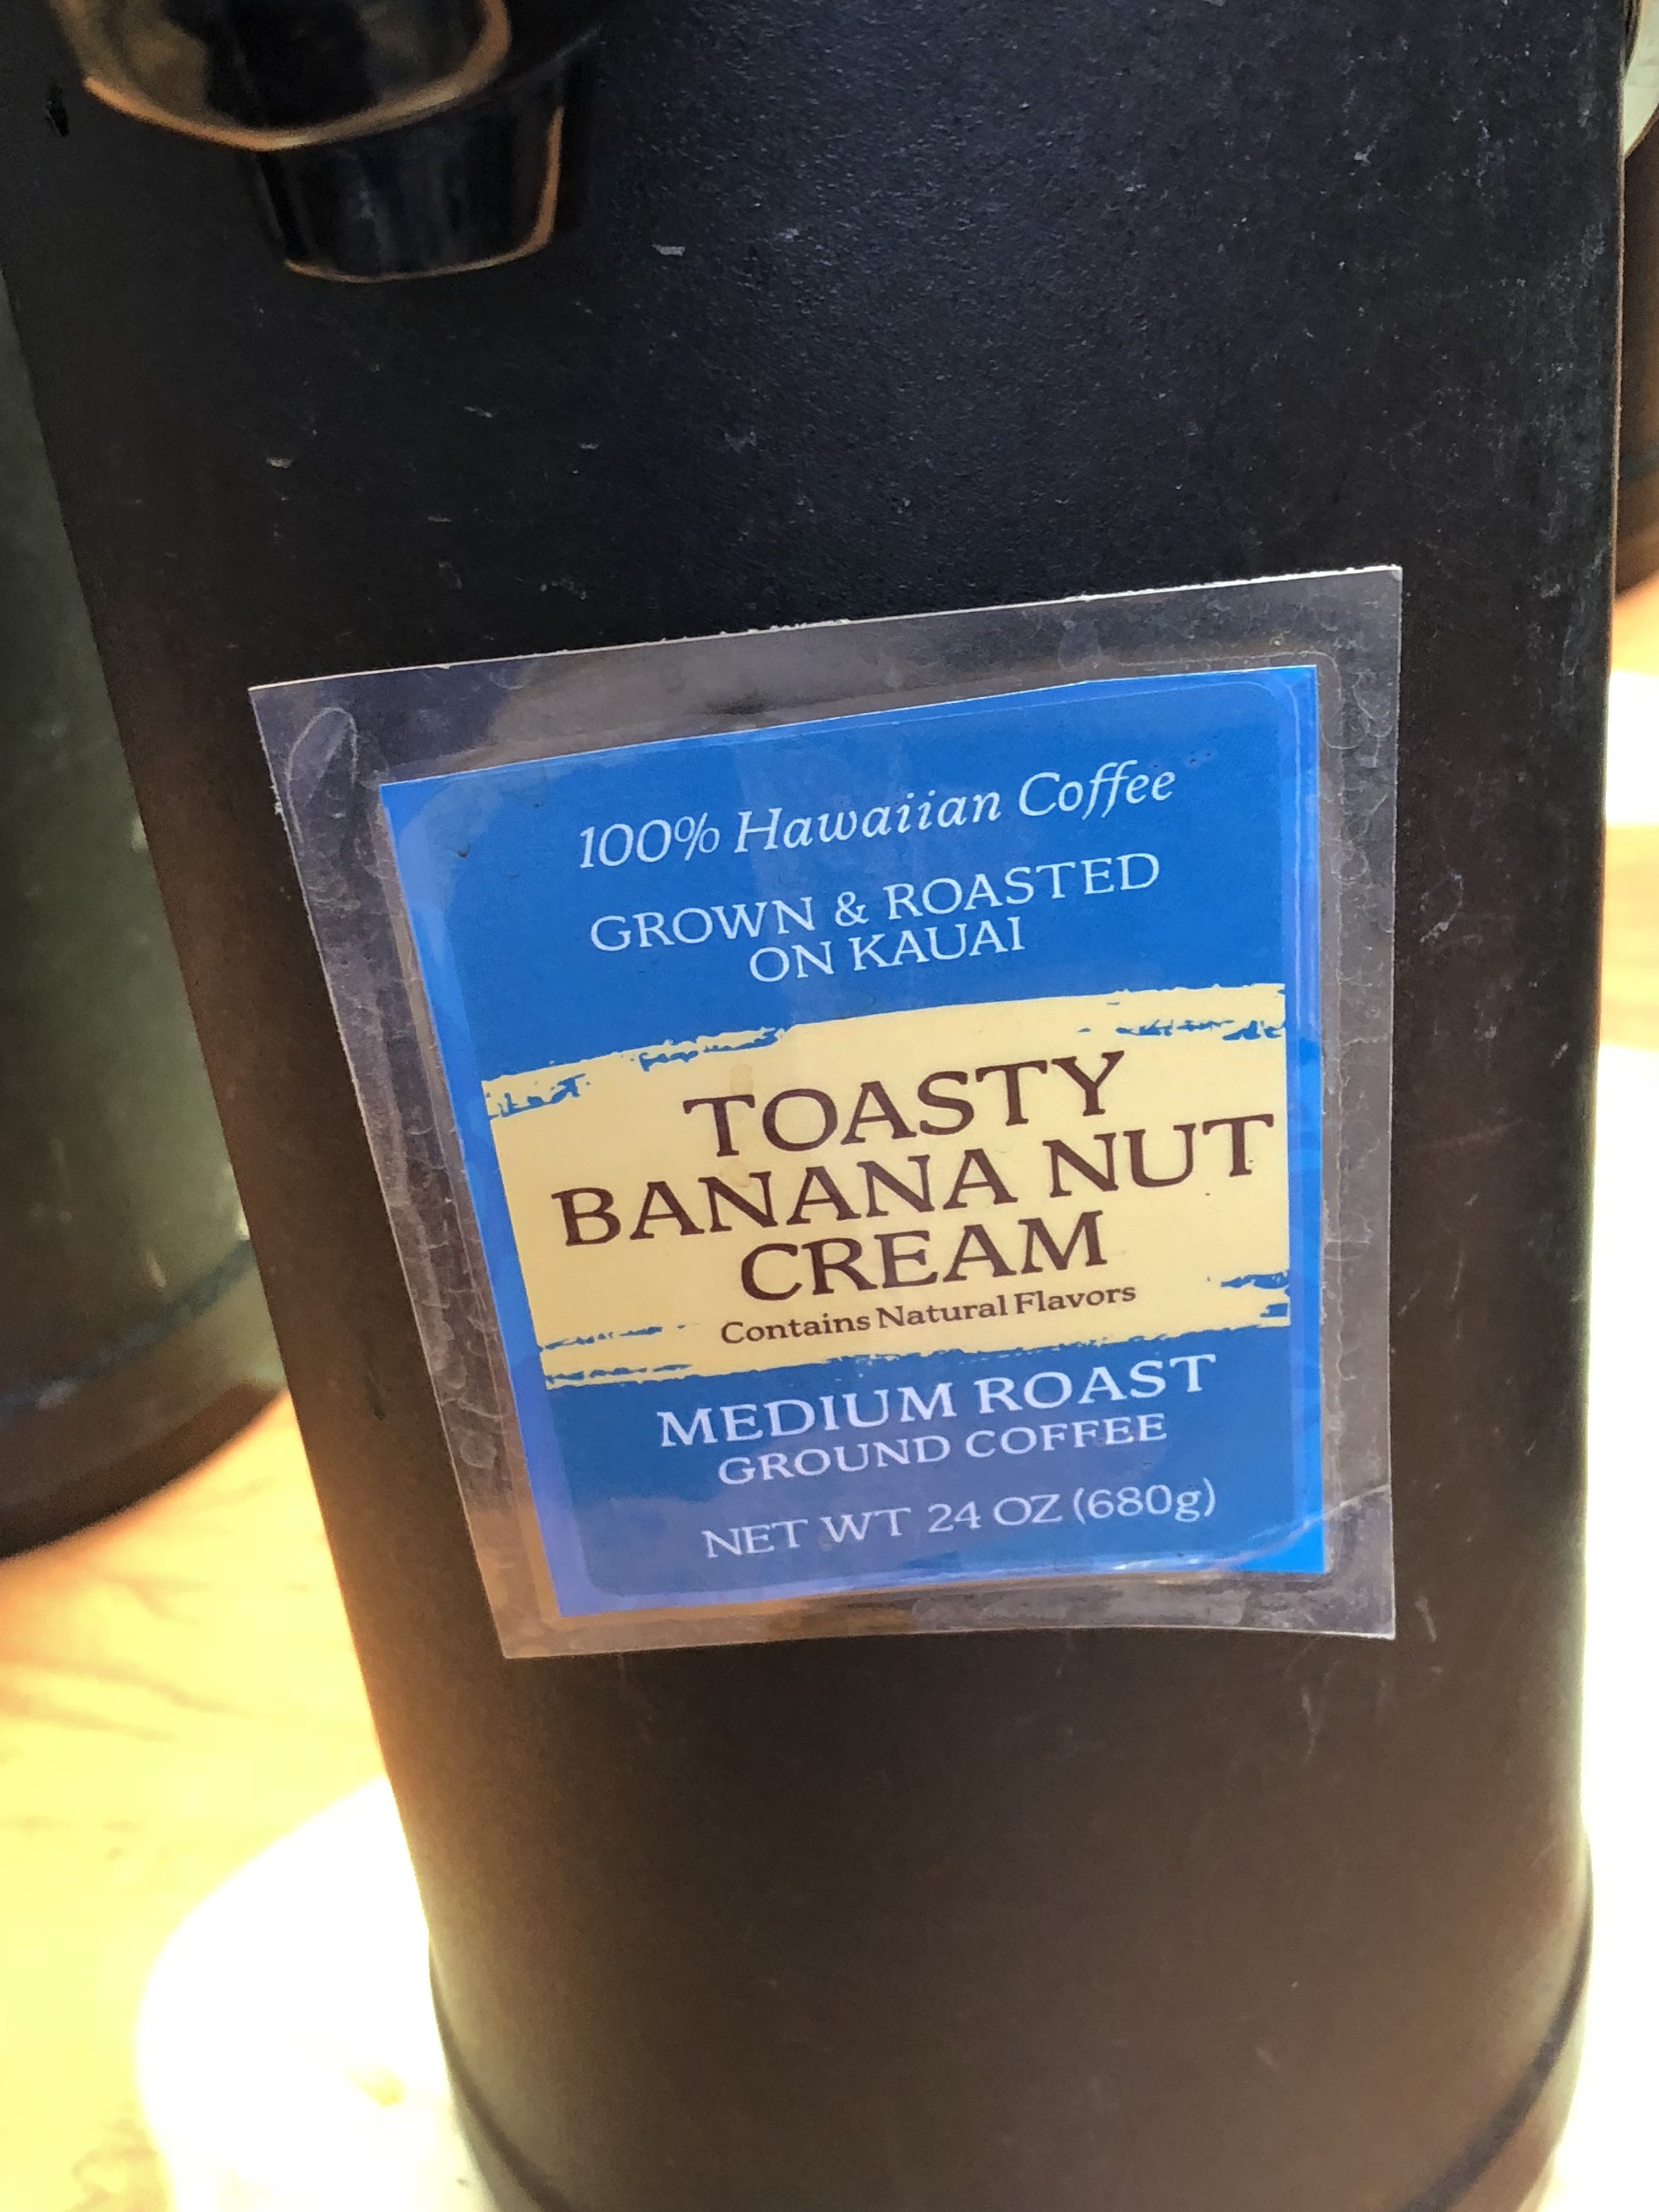 100% Hawaiian Coffee
GROWN & ROASTED
ON KAUAI
TOASTY
BANANA NUT
CREAM
Contains Natural Flavors
MEDIUM ROAST
GROUND COFFEE
NET WT 24 OZ (680g)